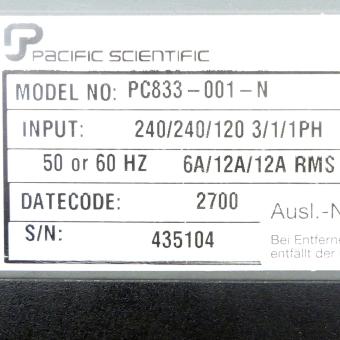 PACIFIC SCIENTIFIC
MODEL NO: PC833-001-N
INPUT: 240/240/120 3/1/1PH
50 or 60 HZ 6A/12A/12A RMS
DATECODE: 2700
S/N: 435104
Ausl.-N
Bei Entferne
entfällt der